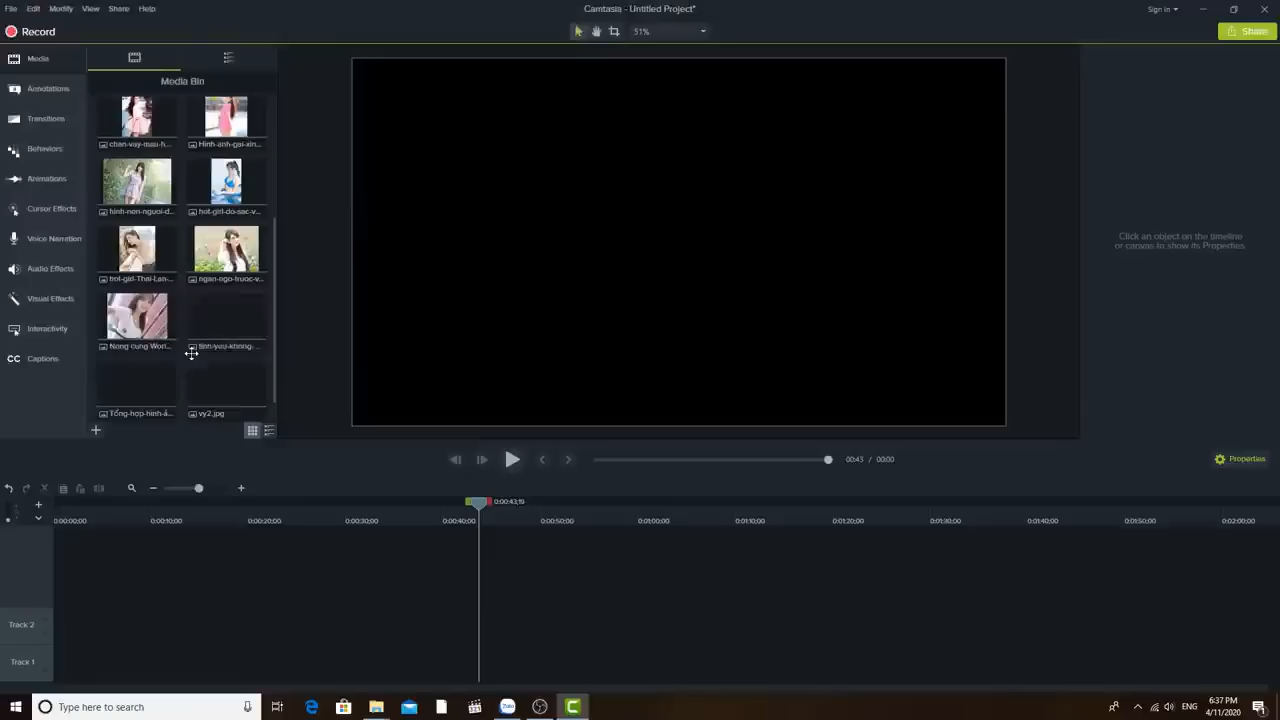 File Edit Modify View Share Help
Camtasia - Untitled Project*
Sign in
Record
51%
Share
Media
Annotations
Transitions
Behaviors
Animations
Cursor Effects
Voice Narration
Audio Effects
Visual Effects
Interactivity
CC Captions
Media Bin
chan-vay-mau-h...
Hinh-anh-gai-xin...
hinh-nen-nguoi-d...
hot-girl-do-sac-v...
hot-girl-Thai-Lan-...
ngan-ngo-truoc-v...
Nong cung Wori...
tinh-yeu-khong-...
Tổng-hợp-hình-ả...
vy2.jpg
Click an object on the timeline
or canvas to show its Properties
00:43 / 00:00
Properties
0:00:43;19
0:00:00;00 0:00:10;00 0:00:20;00 0:00:30;00 0:00:40;00 0:00:50;00 0:01:00;00 0:01:10;00 0:01:20;00 0:01:30;00 0:01:40;00 0:01:50;00 0:02:00;00
Track 2
Track 1
Type here to search
Zalo
ENG
6:37 PM
4/11/2020